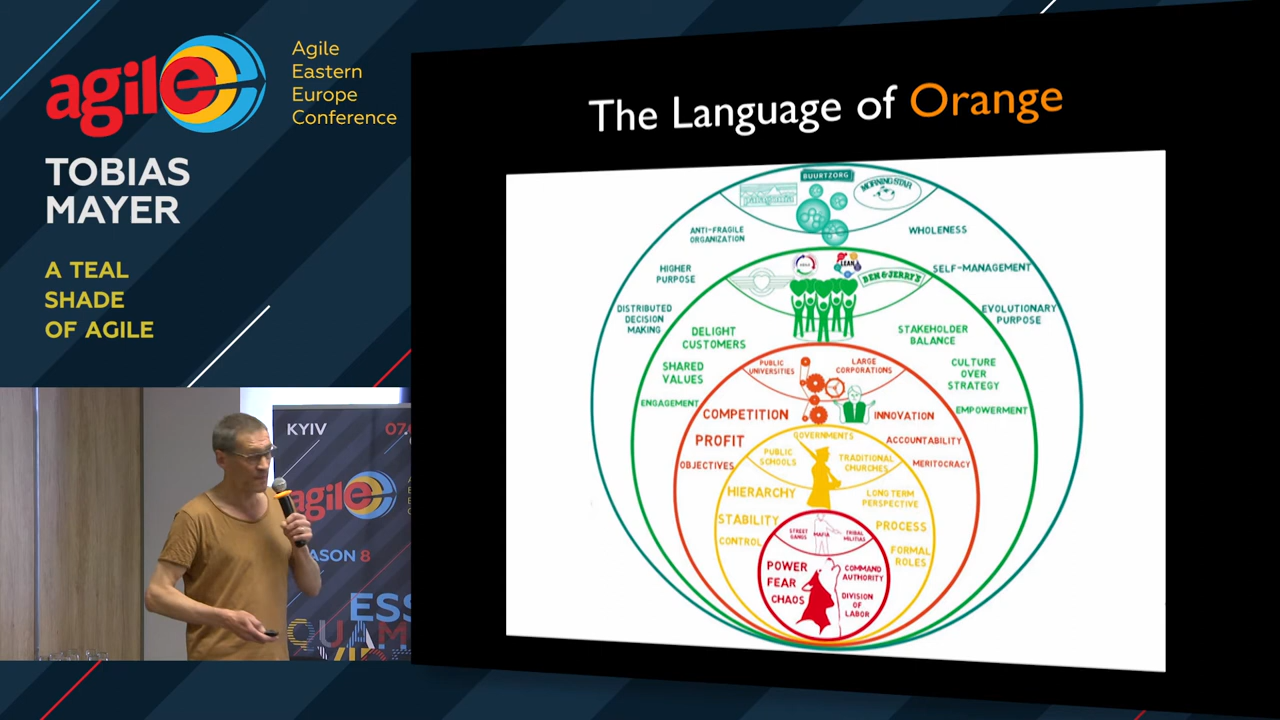 agile
Agile
Eastern
Europe
Conference
TOBIAS
MAYER
A TEAL
SHADE
OF AGILE
KYIV
07.
agile
ASON 8
ESS
The Language of Orange
patagonia
BUURTZORG
MORNING STAR
ANTI-FRAGILE
ORGANIZATION
WHOLENESS
HIGHER
PURPOSE
SELF-MANAGEMENT
DISTRIBUTED
DECISION
MAKING
EVOLUTIONARY
PURPOSE
LEAN
BEN & JERRY'S
DELIGHT
CUSTOMERS
STAKEHOLDER
BALANCE
SHARED
VALUES
CULTURE
OVER
STRATEGY
ENGAGEMENT
EMPOWERMENT
PUBLIC
UNIVERSITIES
LARGE
CORPORATIONS
COMPETITION
INNOVATION
PROFIT
ACCOUNTABILITY
OBJECTIVES
MERITOCRACY
GOVERNMENTS
PUBLIC
SCHOOLS
TRADITIONAL
CHURCHES
HIERARCHY
LONG TERM
PERSPECTIVE
STABILITY
PROCESS
CONTROL
FORMAL
ROLES
STREET
GANGS
MAFIA
TRIBAL
MILITIAS
POWER
FEAR
CHAOS
COMMAND
AUTHORITY
DIVISION
OF
LABOR